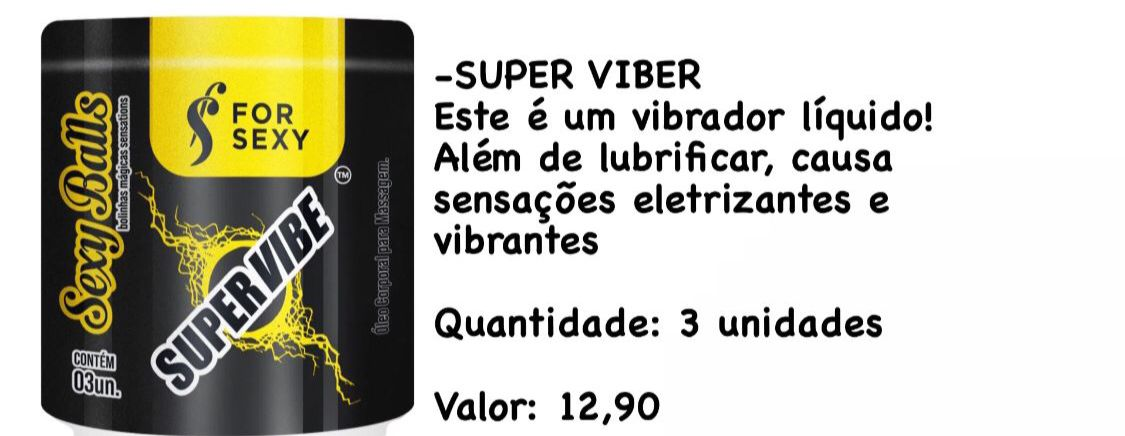 Sexy Balls
bolinhas mágicas sensations
FOR
SEXY
TM
SUPER VIBE
Óleo Corporal para Massagem.
CONTÉM
03un.
-SUPER VIBER
Este é um vibrador líquido!
Além de lubrificar, causa
sensações eletrizantes e
vibrantes
Quantidade: 3 unidades
Valor: 12,90